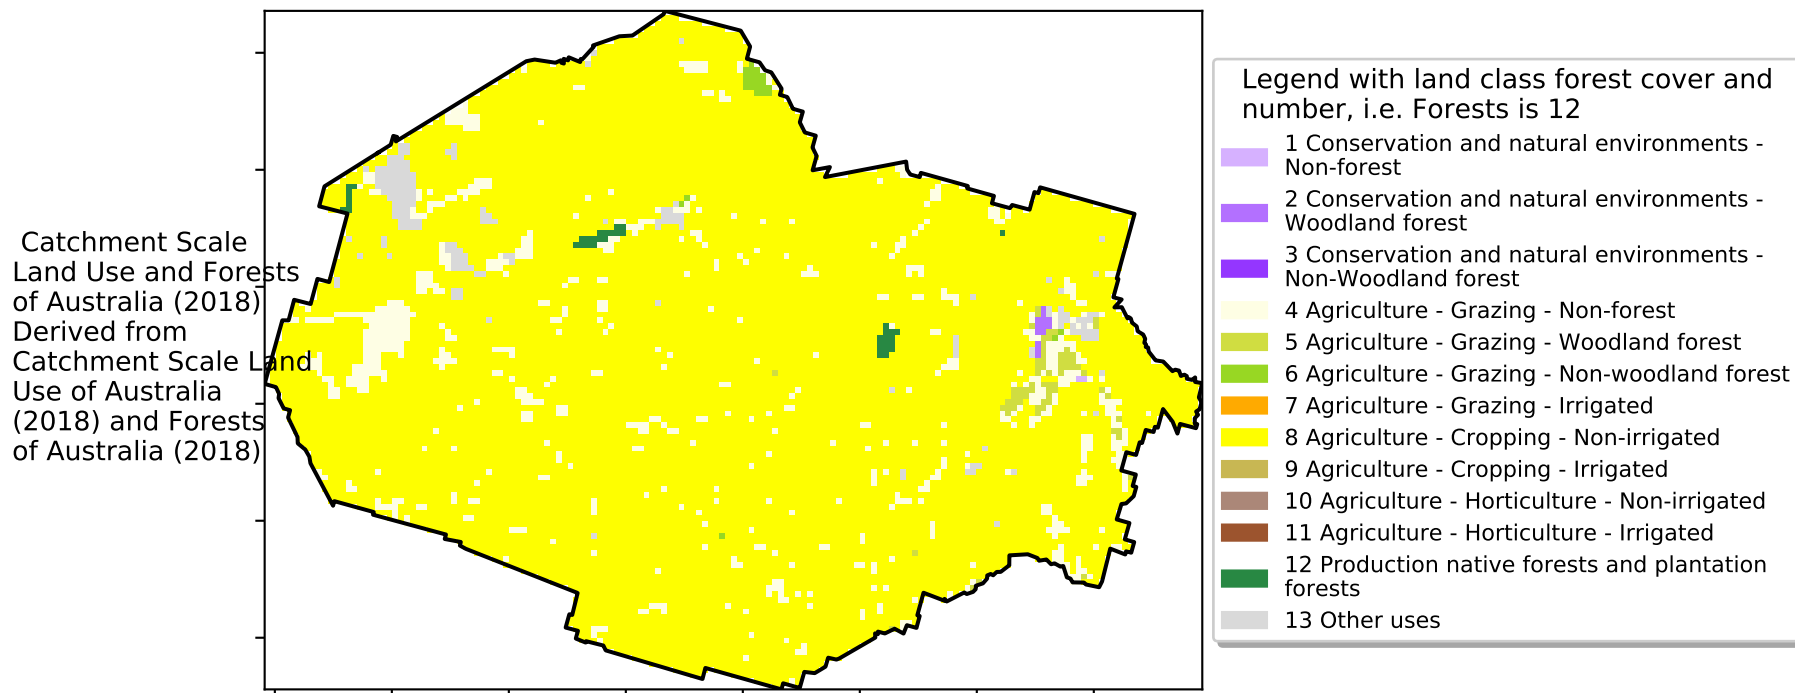 Catchment Scale
Land Use and Forests
of Australia (2018)
Derived from
Catchment Scale Land
Use of Australia
(2018) and Forests
of Australia (2018)
Legend with land class forest cover and
number, i.e. Forests is 12
1 Conservation and natural environments -
Non-forest
2 Conservation and natural environments -
Woodland forest
3 Conservation and natural environments -
Non-Woodland forest
4 Agriculture - Grazing - Non-forest
5 Agriculture - Grazing - Woodland forest
6 Agriculture - Grazing - Non-woodland forest
7 Agriculture - Grazing - Irrigated
8 Agriculture - Cropping - Non-irrigated
9 Agriculture - Cropping - Irrigated
10 Agriculture - Horticulture - Non-irrigated
11 Agriculture - Horticulture - Irrigated
12 Production native forests and plantation
forests
13 Other uses